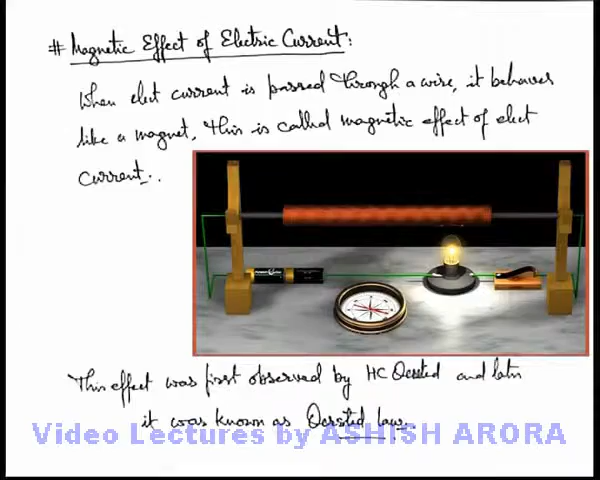 # Magnetic Effect of Electric Current:
When elect current is passed through a wire, it behaves
like a magnet, this is called magnetic effect of elect
current..
This effect was first observed by HC Oersted and later
it was known as Oersted law..
Video Lectures by ASHISH ARORA